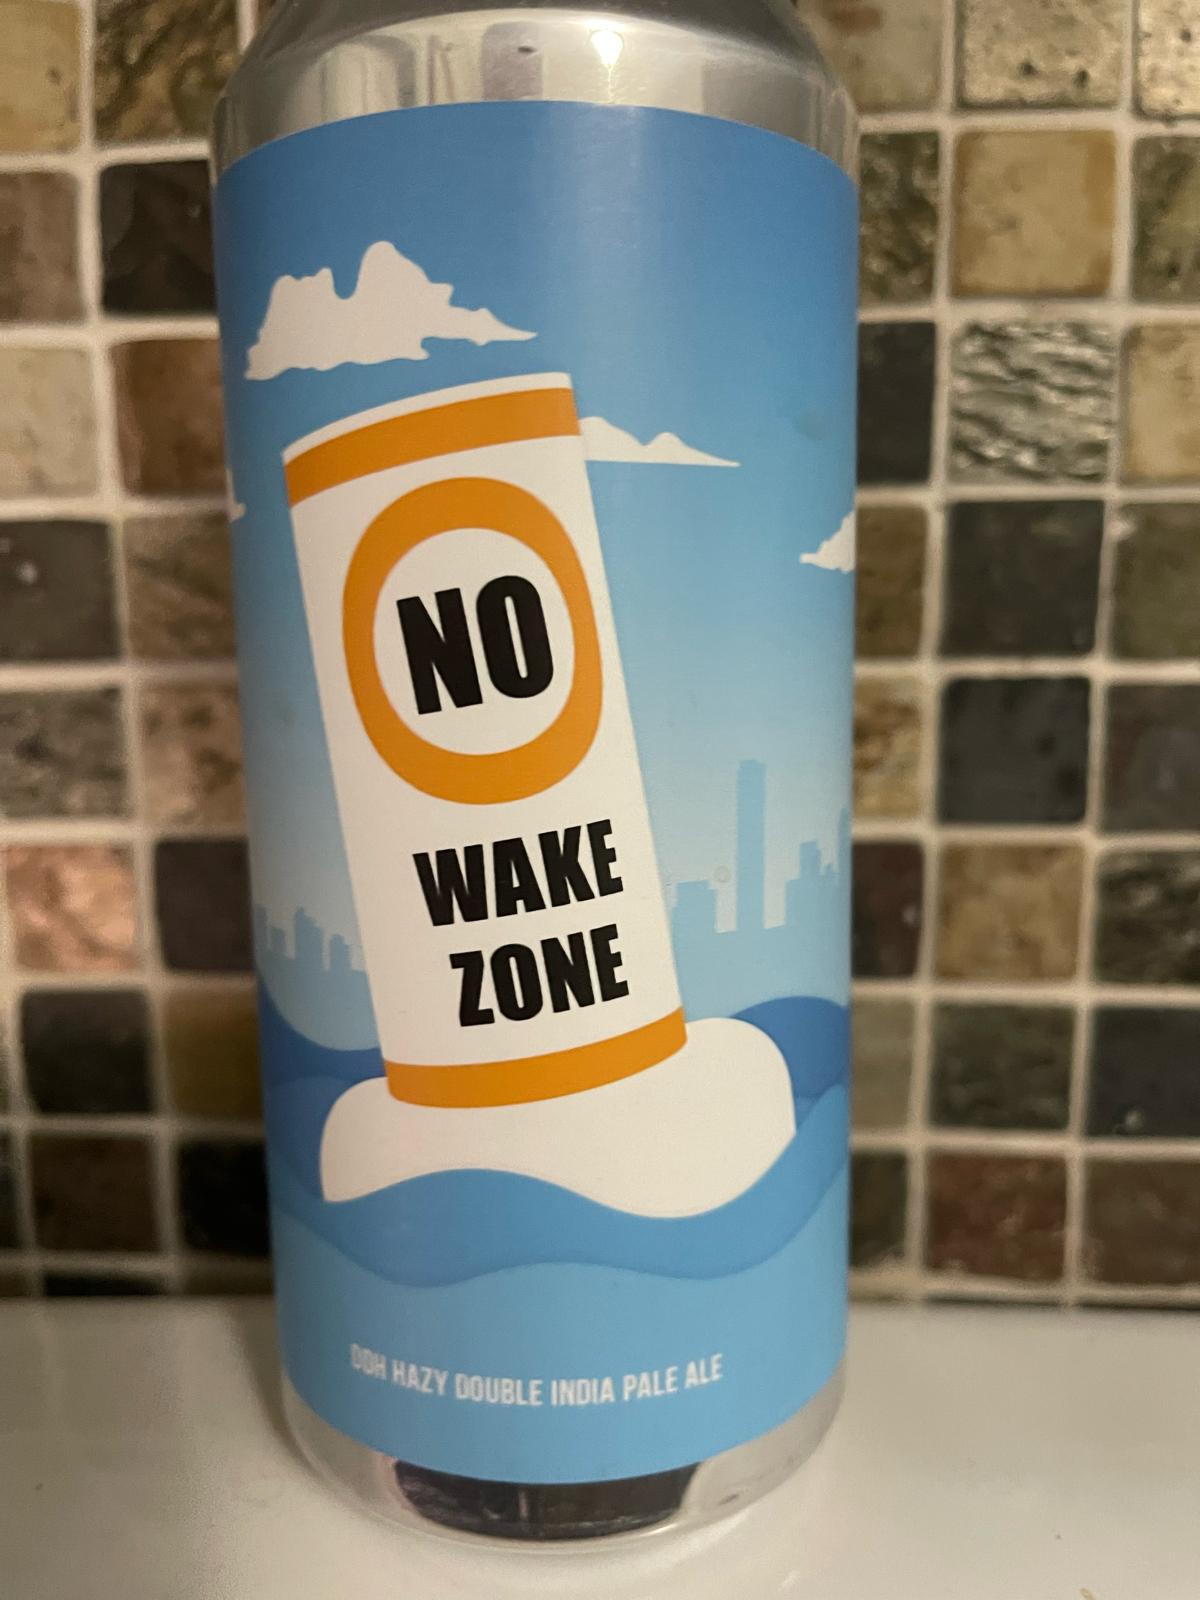 NO
WAKE
ZONE
DDH HAZY DOUBLE INDIA PALE ALE